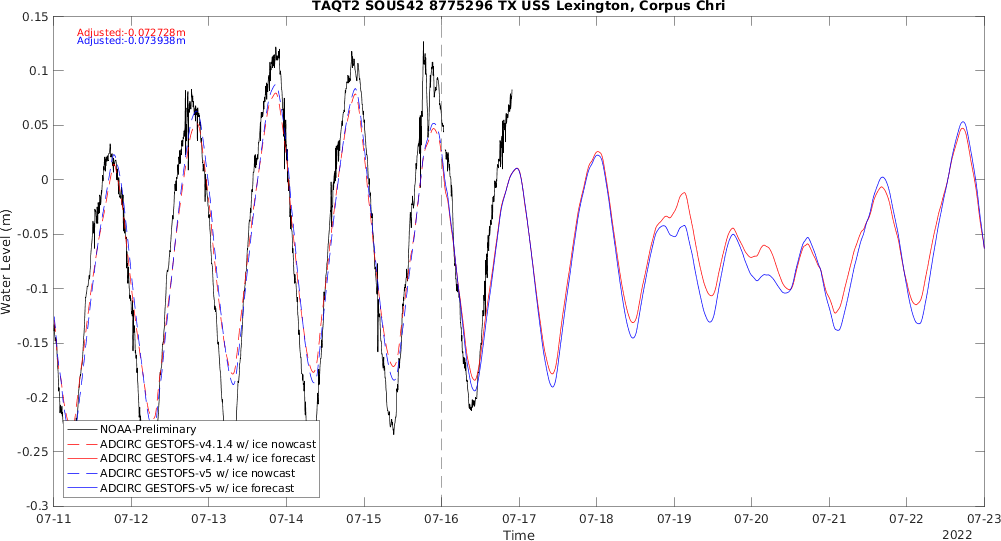 TAQT2 SOUS42 8775296 TX USS Lexington, Corpus Chri
Adjusted:-0.072728m
Adjusted:-0.073938m
0.15
0.1
0.05
0
-0.05
-0.1
-0.15
-0.2
-0.25
-0.3
Water Level (m)
NOAA-Preliminary
ADCIRC GESTOFS-v4.1.4 w/ ice nowcast
ADCIRC GESTOFS-v4.1.4 w/ ice forecast
ADCIRC GESTOFS-v5 w/ ice nowcast
ADCIRC GESTOFS-v5 w/ ice forecast
07-11 07-12 07-13 07-14 07-15 07-16 07-17 07-18 07-19 07-20 07-21 07-22 07-23
Time
2022